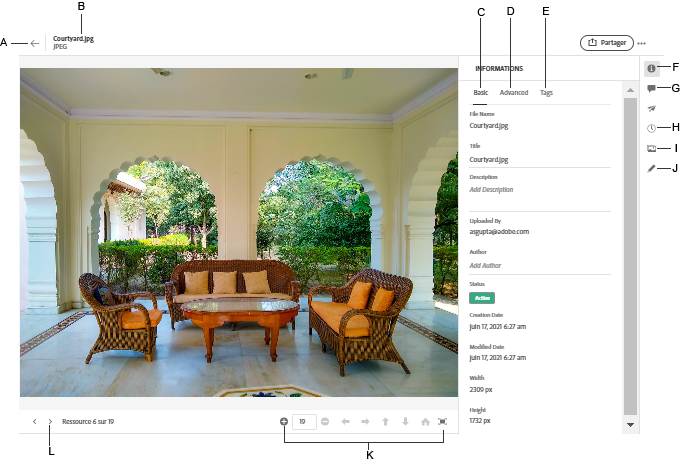 B
C
D
E
A
Courtyard.jpg
JPEG
Partager
INFORMATIONS
F
Basic
Advanced
Tags
G
File Name
Courtyard.jpg
H
Title
Courtyard.jpg
I
J
Description
Add Description
Uploaded By
asgupta@adobe.com
Author
Add Author
Status
Active
Creation Date
juin 17, 2021 6:27 am
Modified Date
juin 17, 2021 6:27 am
Width
2309 px
Height
1732 px
Ressource 6 sur 19
19
L
K